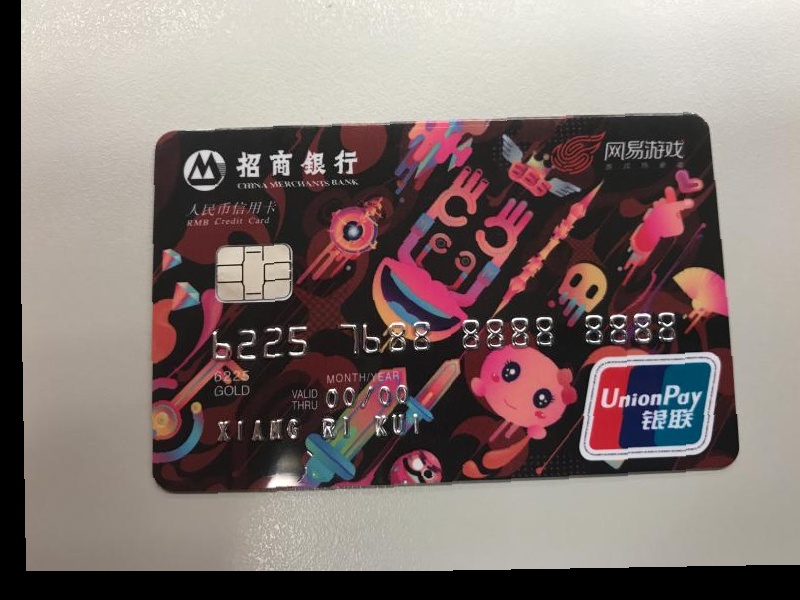 招商银行
CHINA MERCHANTS BANK
人民币信用卡
RMB Credit Card
网易游戏
6225 7688 8888 8888
6225
GOLD
MONTH/YEAR
VALID THRU 00/00
XIANG RI KUI
UnionPay
银联